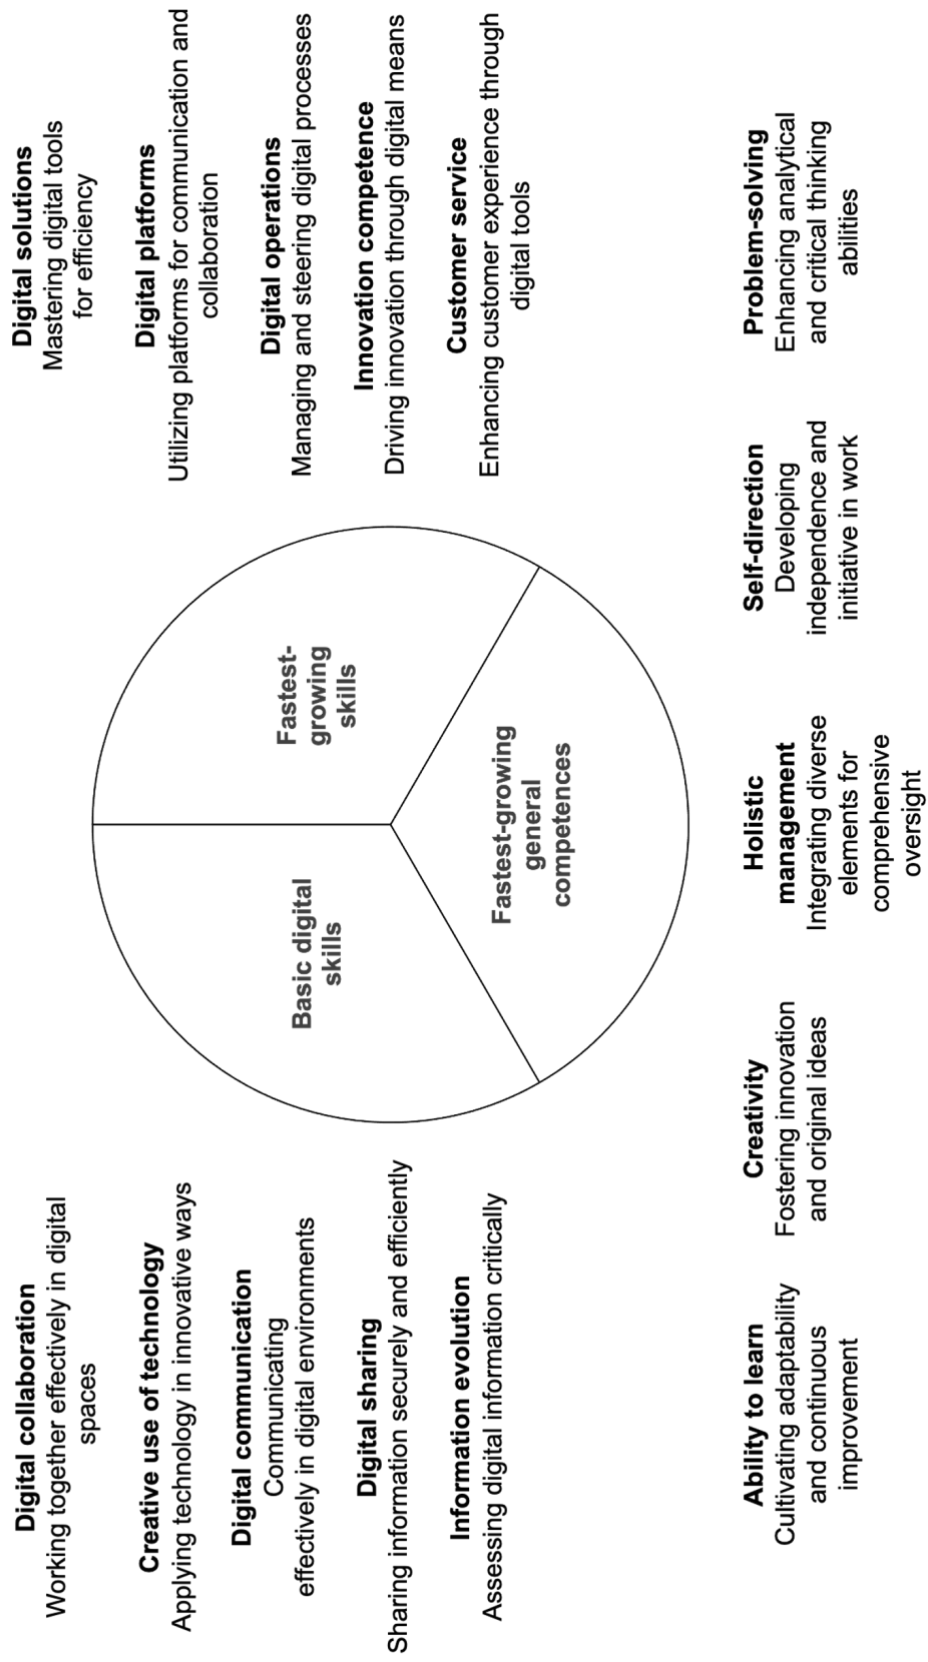 Digital collaboration
Working together effectively in digital
spaces
Creative use of technology
Applying technology in innovative ways
Digital communication
Communicating
effectively in digital environments
Digital sharing
Sharing information securely and efficiently
Information evolution
Assessing digital information critically
Basic digital
skills
Fastest-
growing
skills
Fastest-growing
general
competences
Digital solutions
Mastering digital tools
for efficiency
Digital platforms
Utilizing platforms for communication and
collaboration
Digital operations
Managing and steering digital processes
Innovation competence
Driving innovation through digital means
Customer service
Enhancing customer experience through
digital tools
Ability to learn
Cultivating adaptability
and continuous
improvement
Creativity
Fostering innovation
and original ideas
Holistic
management
Integrating diverse
elements for
comprehensive
oversight
Self-direction
Developing
independence and
initiative in work
Problem-solving
Enhancing analytical
and critical thinking
abilities